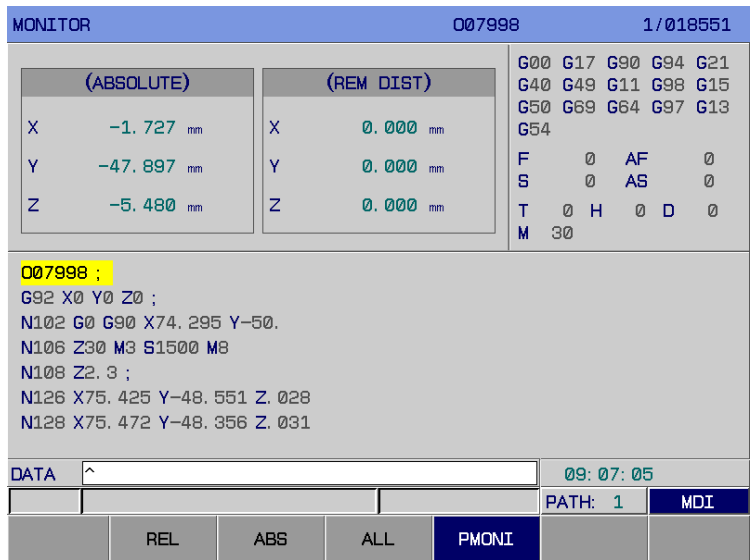 MONITOR O07998 1/018551
(ABSOLUTE) (REM DIST)
X -1.727 mm X 0.000 mm
Y -47.897 mm Y 0.000 mm
Z -5.480 mm Z 0.000 mm
G00 G17 G90 G94 G21
G40 G49 G11 G98 G15
G50 G69 G64 G97 G13
G54
F 0 AF 0
S 0 AS 0
T 0 H 0 D 0
M 30
O07998 ;
G92 X0 Y0 Z0 ;
N102 G0 G90 X74.295 Y-50.
N106 Z30 M3 S1500 M8
N108 Z2.3 ;
N126 X75.425 Y-48.551 Z.028
N128 X75.472 Y-48.356 Z.031
DATA ^ 09:07:05
PATH: 1 MDI
REL ABS ALL PMONI